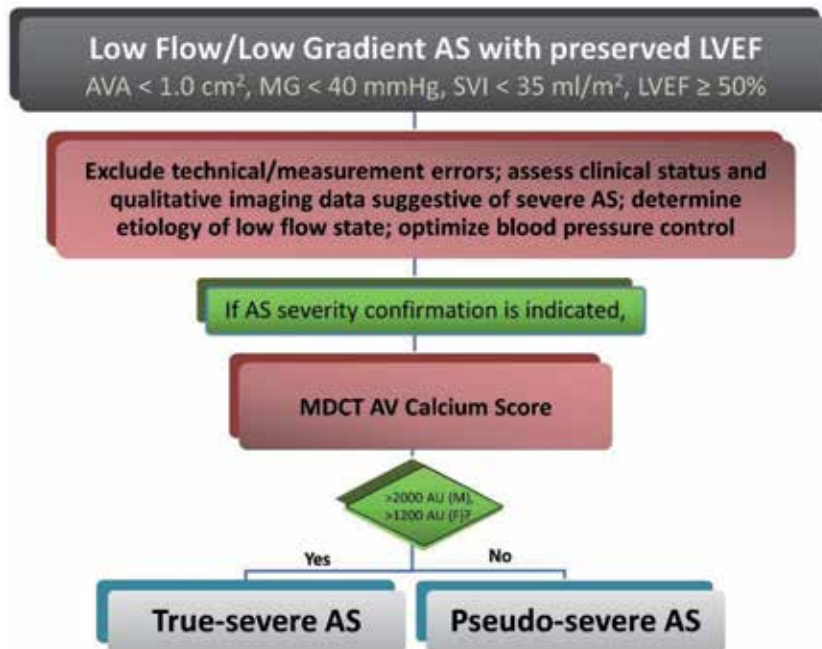 Low Flow/Low Gradient AS with preserved LVEF
AVA < 1.0 cm², MG < 40 mmHg, SVI < 35 ml/m², LVEF ≥ 50%
Exclude technical/measurement errors; assess clinical status and
qualitative imaging data suggestive of severe AS; determine
etiology of low flow state; optimize blood pressure control
If AS severity confirmation is indicated,
MDCT AV Calcium Score
>2000 AU (M),
>1200 AU (F)?
Yes
No
True-severe AS
Pseudo-severe AS